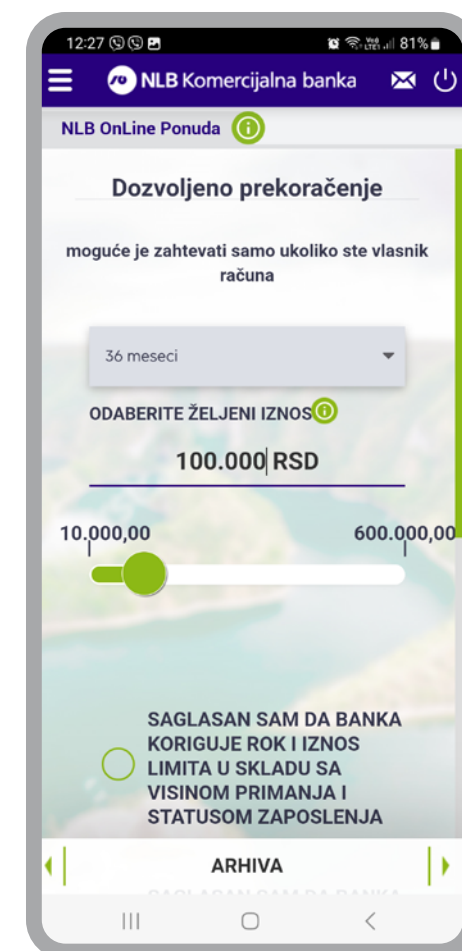 12:27 81%
NLB Komercijalna banka
NLB OnLine Ponuda
Dozvoljeno prekoračenje
moguće je zahtevati samo ukoliko ste vlasnik
računa
36 meseci
ODABERITE ŽELJENI IZNOS
100.000 RSD
10.000,00 600.000,00
SAGLASAN SAM DA BANKA
KORIGUJE ROK I IZNOS
LIMITA U SKLADU SA
VISINOM PRIMANJA I
STATUSOM ZAPOSLENJA
ARHIVA